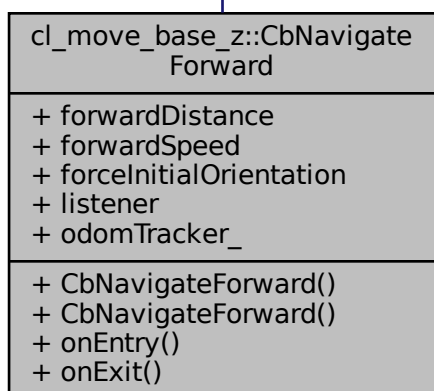 cl_move_base_z::CbNavigate
Forward
+ forwardDistance
+ forwardSpeed
+ forceInitialOrientation
+ listener
+ odomTracker_
+ CbNavigateForward()
+ CbNavigateForward()
+ onEntry()
+ onExit()